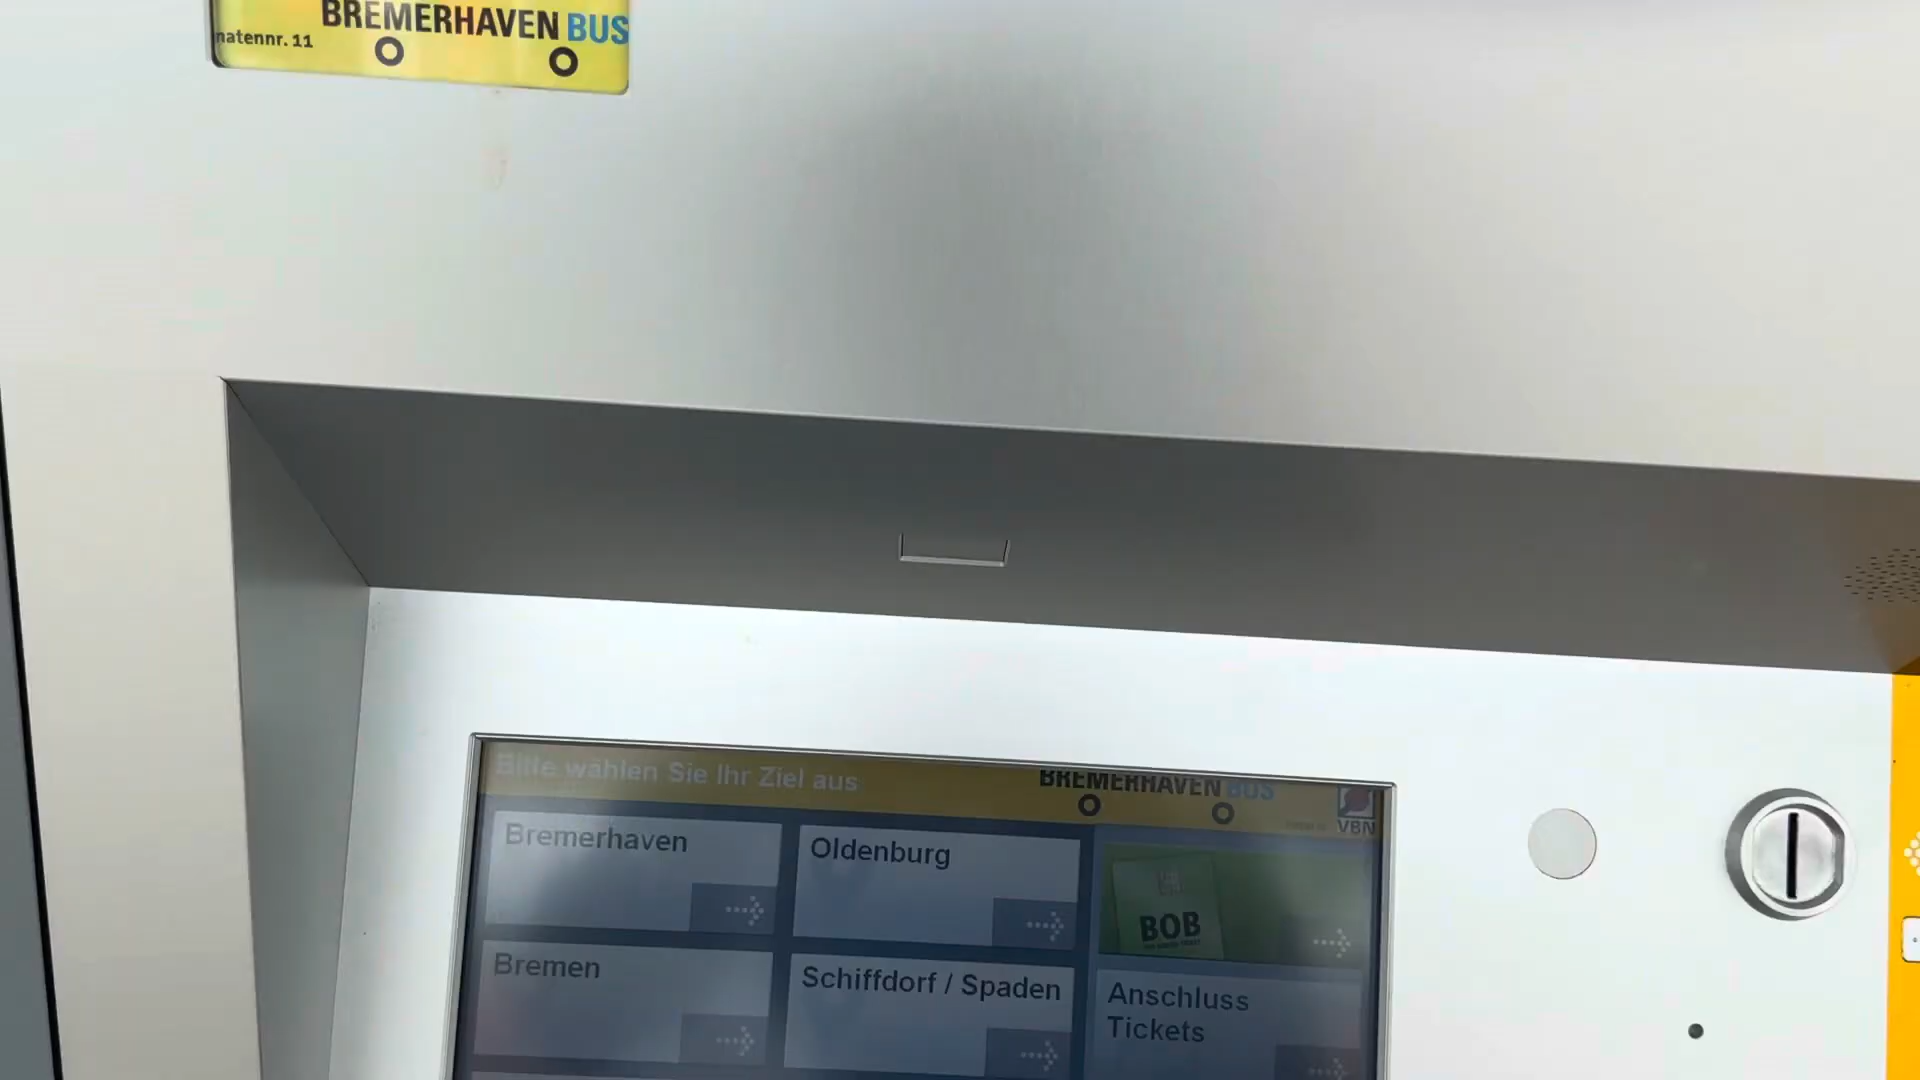 BREMERHAVEN BUS
natennr. 11
Bitte wählen Sie Ihr Ziel aus
BREMERHAVEN BUS
VBN
Bremerhaven
Oldenburg
BOB
Bremen
Schiffdorf / Spaden
Anschluss
Tickets